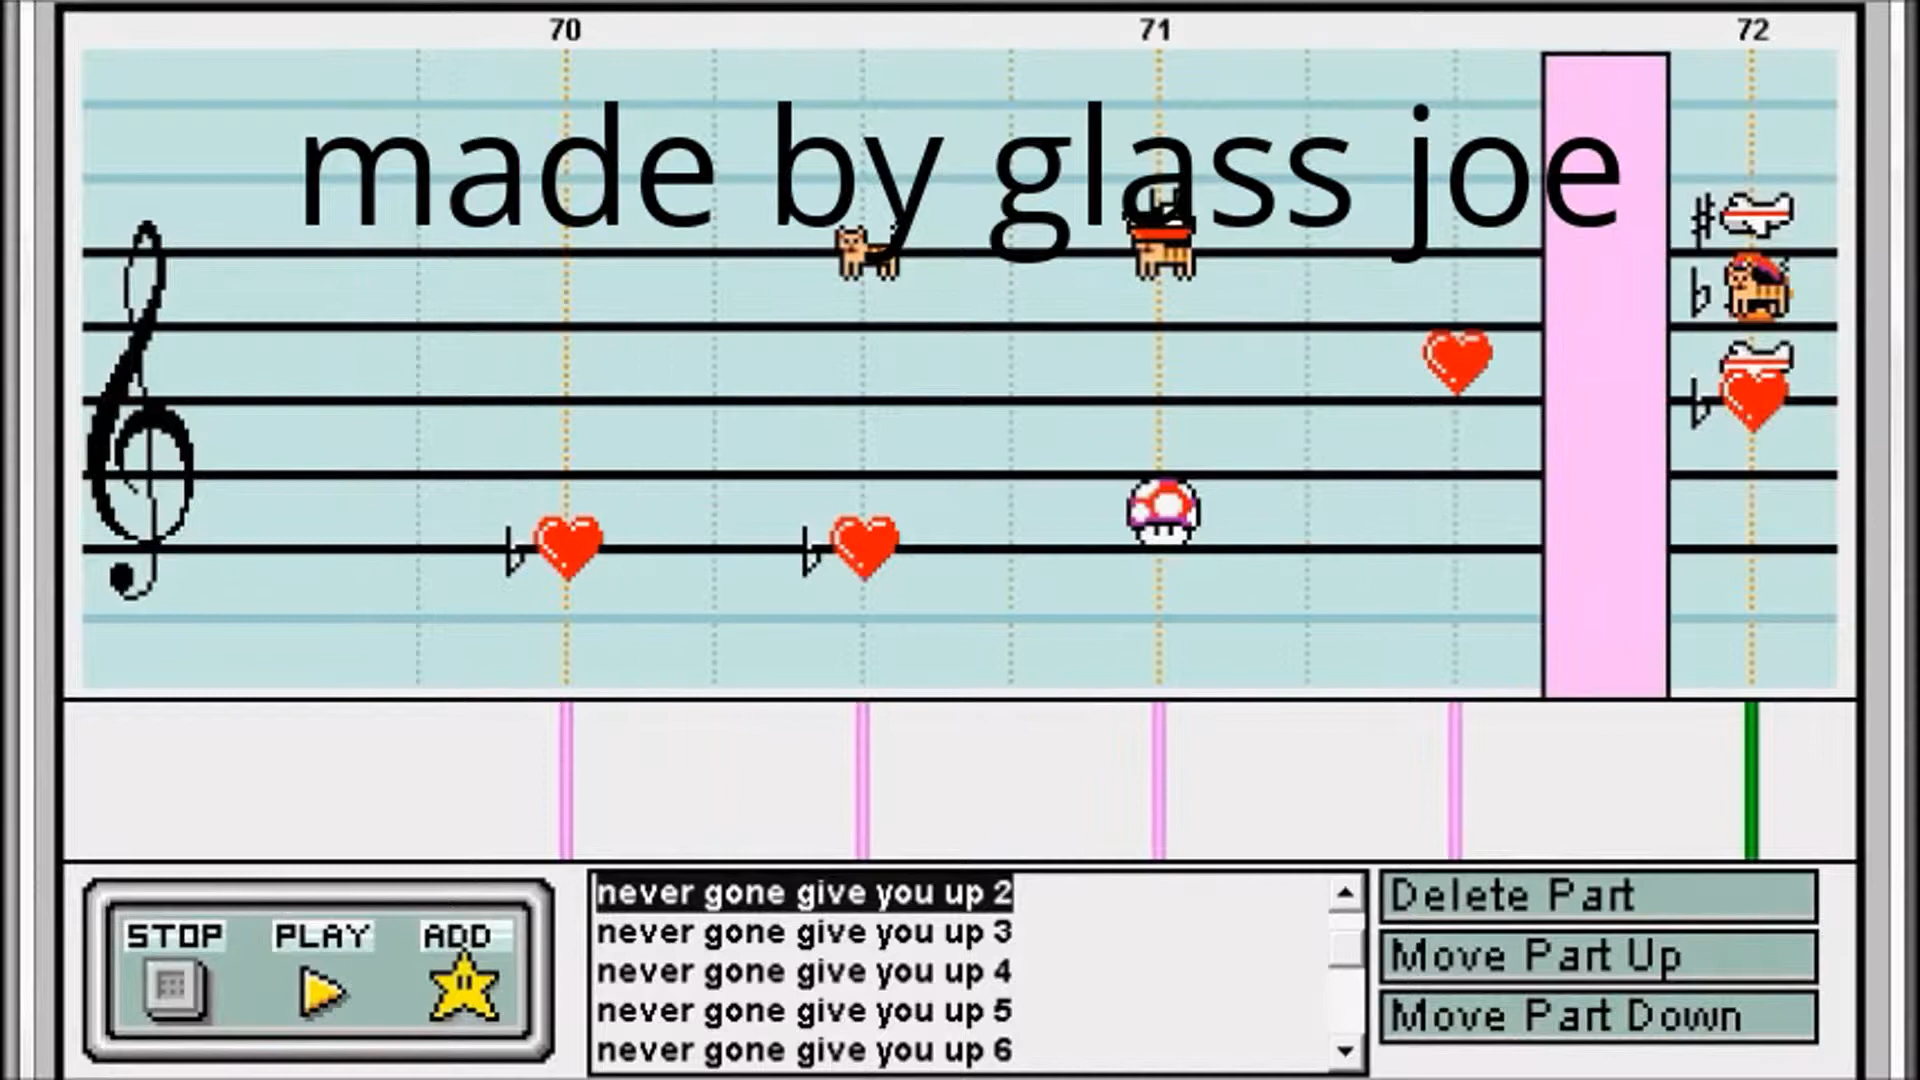 70 71 72
made by glass joe
STOP PLAY ADD
never gone give you up 2
never gone give you up 3
never gone give you up 4
never gone give you up 5
never gone give you up 6
Delete Part
Move Part Up
Move Part Down